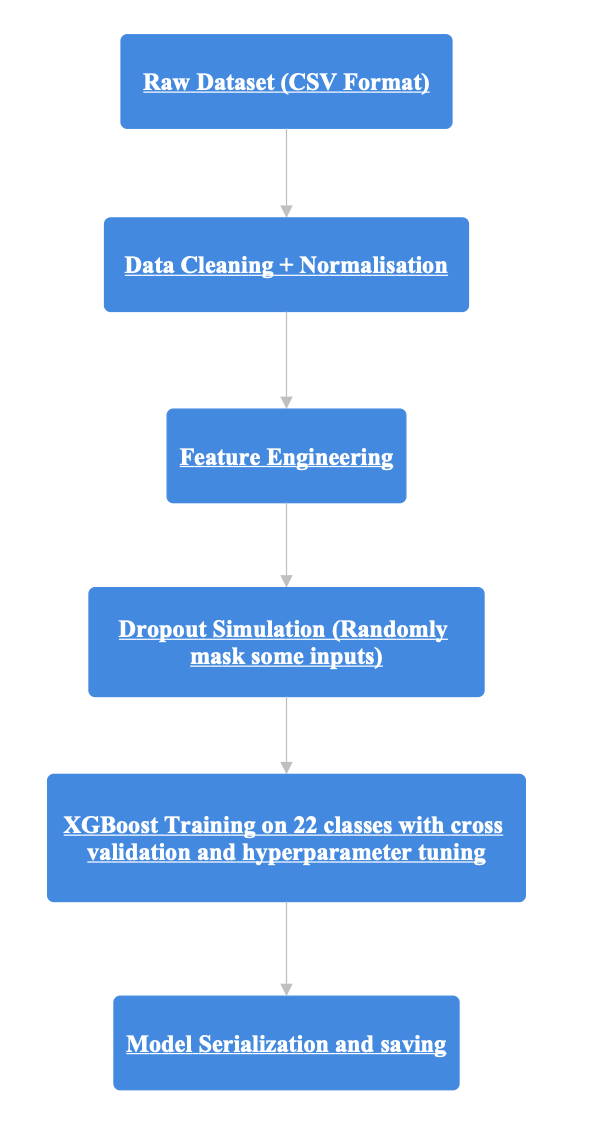 Raw Dataset (CSV Format)
Data Cleaning + Normalisation
Feature Engineering
Dropout Simulation (Randomly
mask some inputs)
XGBoost Training on 22 classes with cross
validation and hyperparameter tuning
Model Serialization and saving